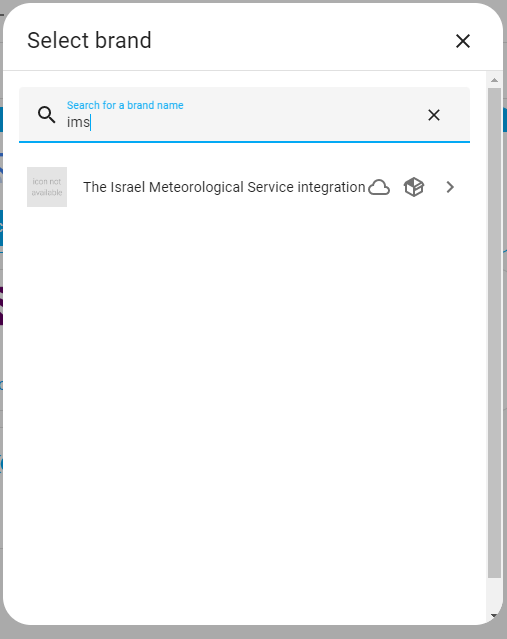 Select brand
Search for a brand name
ims
icon not
available
The Israel Meteorological Service integration